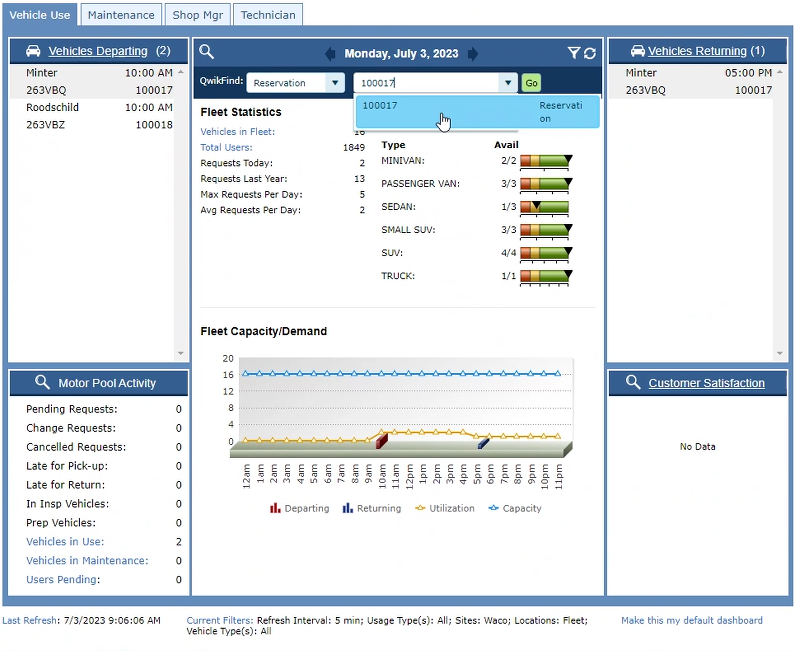 Vehicle Use
Maintenance
Shop Mgr
Technician
Vehicles Departing (2)
Minter 10:00 AM
263VBQ 100017
Roodschild 10:00 AM
263VBZ 100018
Monday, July 3, 2023
QwikFind: Reservation 100017 Go
100017 Reservati
on
Fleet Statistics
Vehicles in Fleet: 16
Total Users: 1849
Requests Today: 2
Requests Last Year: 13
Max Requests Per Day: 5
Avg Requests Per Day: 2
Type Avail
MINIVAN: 2/2
PASSENGER VAN: 3/3
SEDAN: 1/3
SMALL SUV: 3/3
SUV: 4/4
TRUCK: 1/1
Fleet Capacity/Demand
20
16
12
8
4
0
12am 1am 2am 3am 4am 5am 6am 7am 8am 9am 10am 11am 12pm 1pm 2pm 3pm 4pm 5pm 6pm 7pm 8pm 9pm 10pm 11pm
Departing Returning Utilization Capacity
Vehicles Returning (1)
Minter 05:00 PM
263VBQ 100017
Motor Pool Activity
Pending Requests: 0
Change Requests: 0
Cancelled Requests: 0
Late for Pick-up: 0
Late for Return: 0
In Insp Vehicles: 0
Prep Vehicles: 0
Vehicles in Use: 2
Vehicles in Maintenance: 0
Users Pending: 0
Customer Satisfaction
No Data
Last Refresh: 7/3/2023 9:06:06 AM
Current Filters: Refresh Interval: 5 min; Usage Type(s): All; Sites: Waco; Locations: Fleet;
Vehicle Type(s): All
Make this my default dashboard